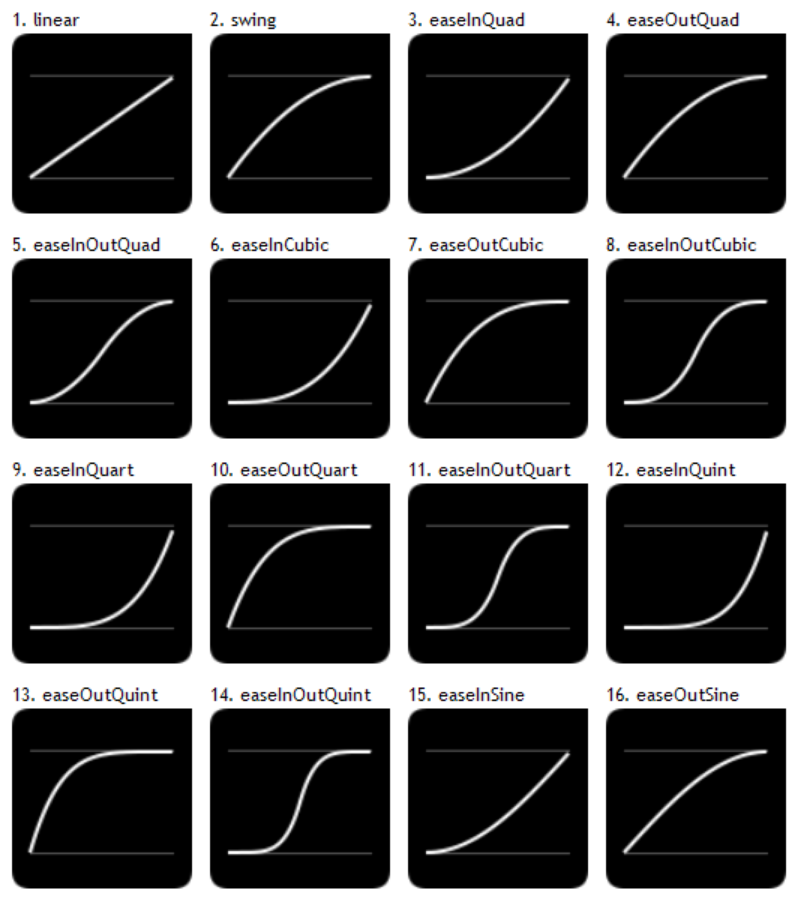 1. linear
2. swing
3. easeInQuad
4. easeOutQuad
5. easeInOutQuad
6. easeInCubic
7. easeOutCubic
8. easeInOutCubic
9. easeInQuart
10. easeOutQuart
11. easeInOutQuart
12. easeInQuint
13. easeOutQuint
14. easeInOutQuint
15. easeInSine
16. easeOutSine